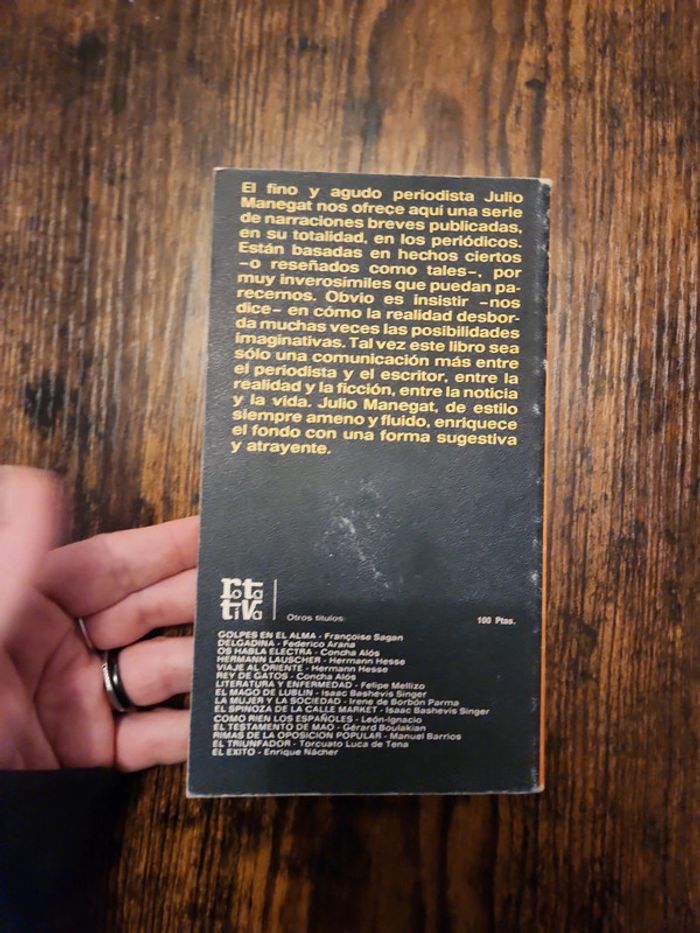 El fino y agudo periodista Julio
Manegat nos ofrece aquí una serie
de narraciones breves publicadas,
en su totalidad, en los periódicos.
Están basadas en hechos ciertos
–o reseñados como tales–, por
muy inverosímiles que puedan pa-
recernos. Obvio es insistir –nos
dice– en cómo la realidad desbor-
da muchas veces las posibilidades
imaginativas. Tal vez este libro sea
sólo una comunicación más entre
el periodista y el escritor, entre la
realidad y la ficción, entre la noticia
y la vida. Julio Manegat, de estilo
siempre ameno y fluido, enriquece
el fondo con una forma sugestiva
y atrayente.
rota
tiva
Otros títulos:
100 Ptas.
GOLPES EN EL ALMA - Françoise Sagan
DELGADINA - Federico Arana
OS HABLA ELECTRA - Concha Alós
HERMANN LAUSCHER - Hermann Hesse
VIAJE AL ORIENTE - Hermann Hesse
REY DE GATOS - Concha Alós
LITERATURA Y ENFERMEDAD - Felipe Mellizo
EL MAGO DE LUBLIN - Isaac Bashevis Singer
LA MUJER Y LA SOCIEDAD - Irene de Borbón Parma
EL SPINOZA DE LA CALLE MARKET - Isaac Bashevis Singer
COMO RIEN LOS ESPAÑOLES - León-Ignacio
EL TESTAMENTO DE MAO - Gérard Boulakian
RIMAS DE LA OPOSICION POPULAR - Manuel Barrios
EL TRIUNFADOR - Torcuato Luca de Tena
EL EXITO - Enrique Nácher